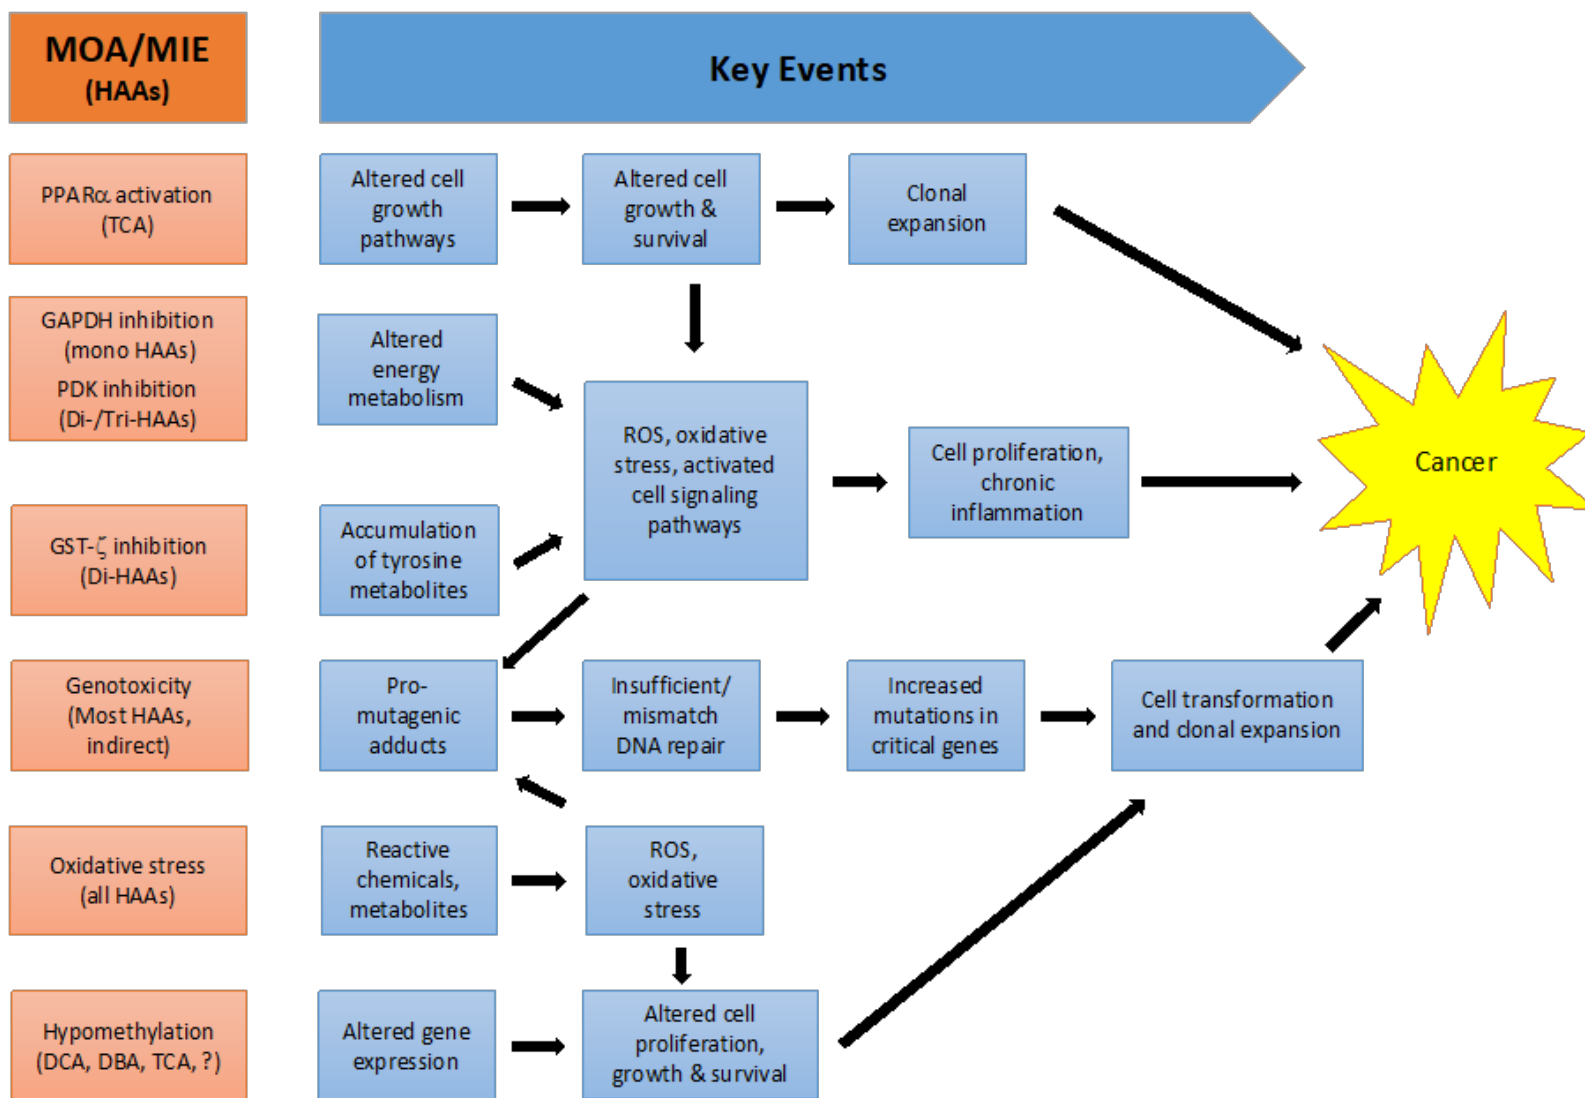 MOA/MIE
(HAAs)
Key Events
PPARα activation
(TCA)
Altered cell
growth
pathways
Altered cell
growth &
survival
Clonal
expansion
GAPDH inhibition
(mono HAAs)
PDK inhibition
(Di-/Tri-HAAs)
Altered
energy
metabolism
ROS, oxidative
stress, activated
cell signaling
pathways
Cell proliferation,
chronic
inflammation
Cancer
GST-ζ inhibition
(Di-HAAs)
Accumulation
of tyrosine
metabolites
Genotoxicity
(Most HAAs,
indirect)
Pro-
mutagenic
adducts
Insufficient/
mismatch
DNA repair
Increased
mutations in
critical genes
Cell transformation
and clonal expansion
Oxidative stress
(all HAAs)
Reactive
chemicals,
metabolites
ROS,
oxidative
stress
Hypomethylation
(DCA, DBA, TCA, ?)
Altered gene
expression
Altered cell
proliferation,
growth & survival